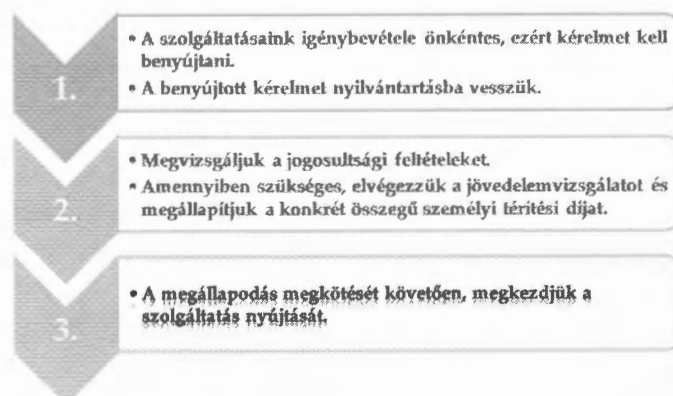 1.
• A szolgáltatásaink igénybevétele önkéntes, ezért kérelmet kell
benyújtani.
• A benyújtott kérelmet nyilvántartásba vesszük.
2.
• Megvizsgáljuk a jogosultsági feltételeket.
• Amennyiben szükséges, elvégezzük a jövedelemvizsgálatot és
megállapítjuk a konkrét összegű személyi térítési díjat.
3.
• A megállapodás megkötését követően, megkezdjük a
szolgáltatás nyújtását.